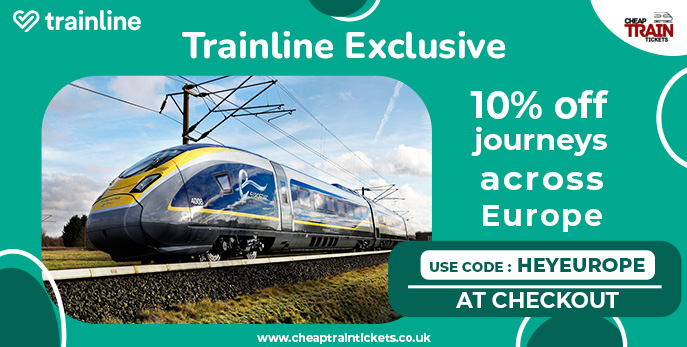 trainline
CHEAP
TRAIN
TICKETS
Trainline Exclusive
10% off
journeys
across
Europe
4008
USE CODE : HEYEUROPE
AT CHECKOUT
www.cheaptraintickets.co.uk